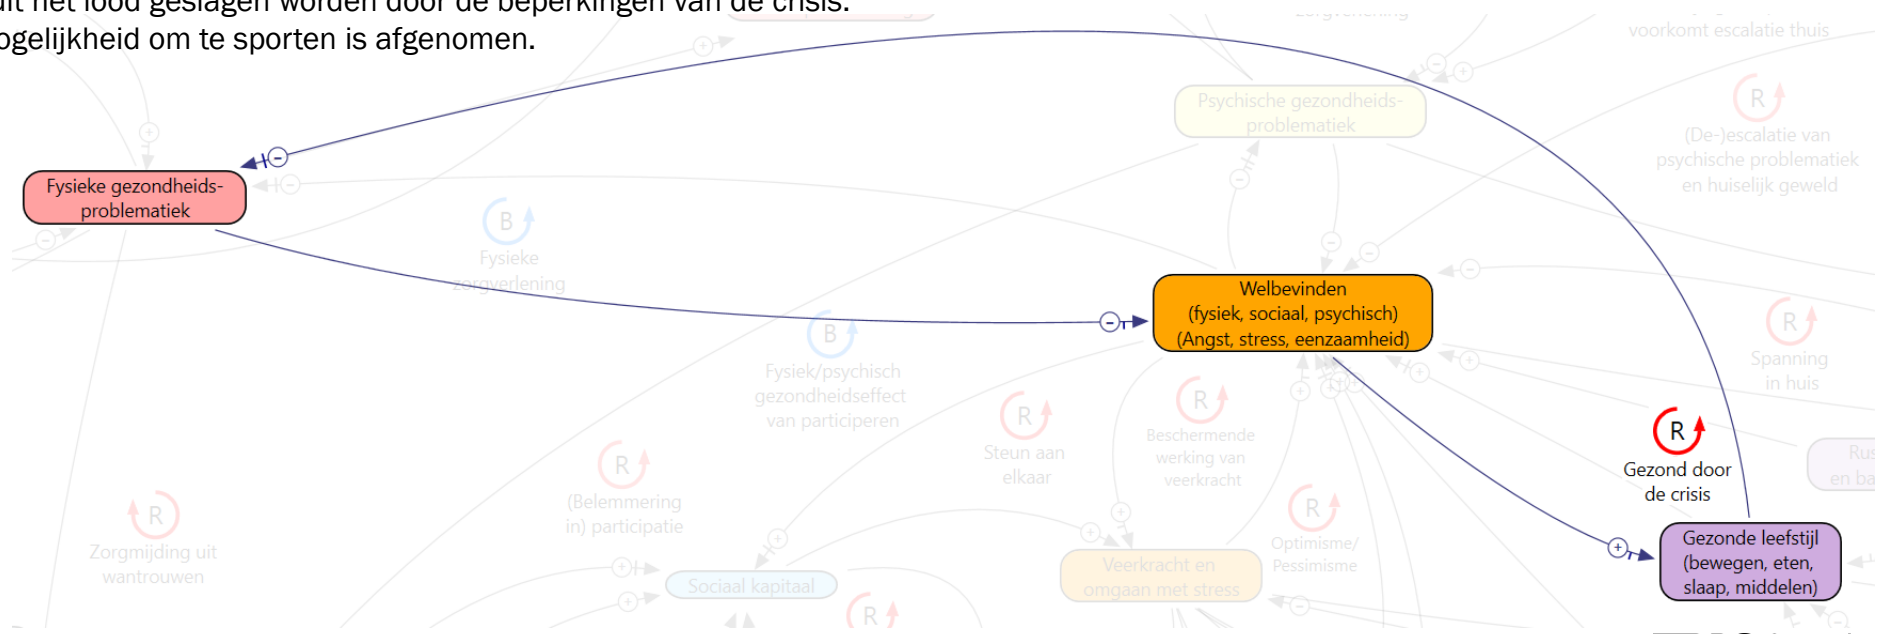 uit het lood geslagen worden door de beperkingen van de crisis.
ogelijkheid om te sporten is afgenomen.
zorgverlening
voorkomt escalatie thuis
Psychische gezondheids-
problematiek
R
(De-)escalatie van
psychische problematiek
en huiselijk geweld
Fysieke gezondheids-
problematiek
B
Fysieke
zorgverlening
Welbevinden
(fysiek, sociaal, psychisch)
(Angst, stress, eenzaamheid)
R
Spanning
in huis
B
Fysiek/psychisch
gezondheidseffect
van participeren
R
Steun aan
elkaar
R
Beschermende
werking van
veerkracht
R
Gezond door
de crisis
Rus
en ba
R
(Belemmering
in) participatie
R
Zorgmijding uit
wantrouwen
R
Optimisme/
Pessimisme
Gezonde leefstijl
(bewegen, eten,
slaap, middelen)
Sociaal kapitaal
Veerkracht en
omgaan met stress
R